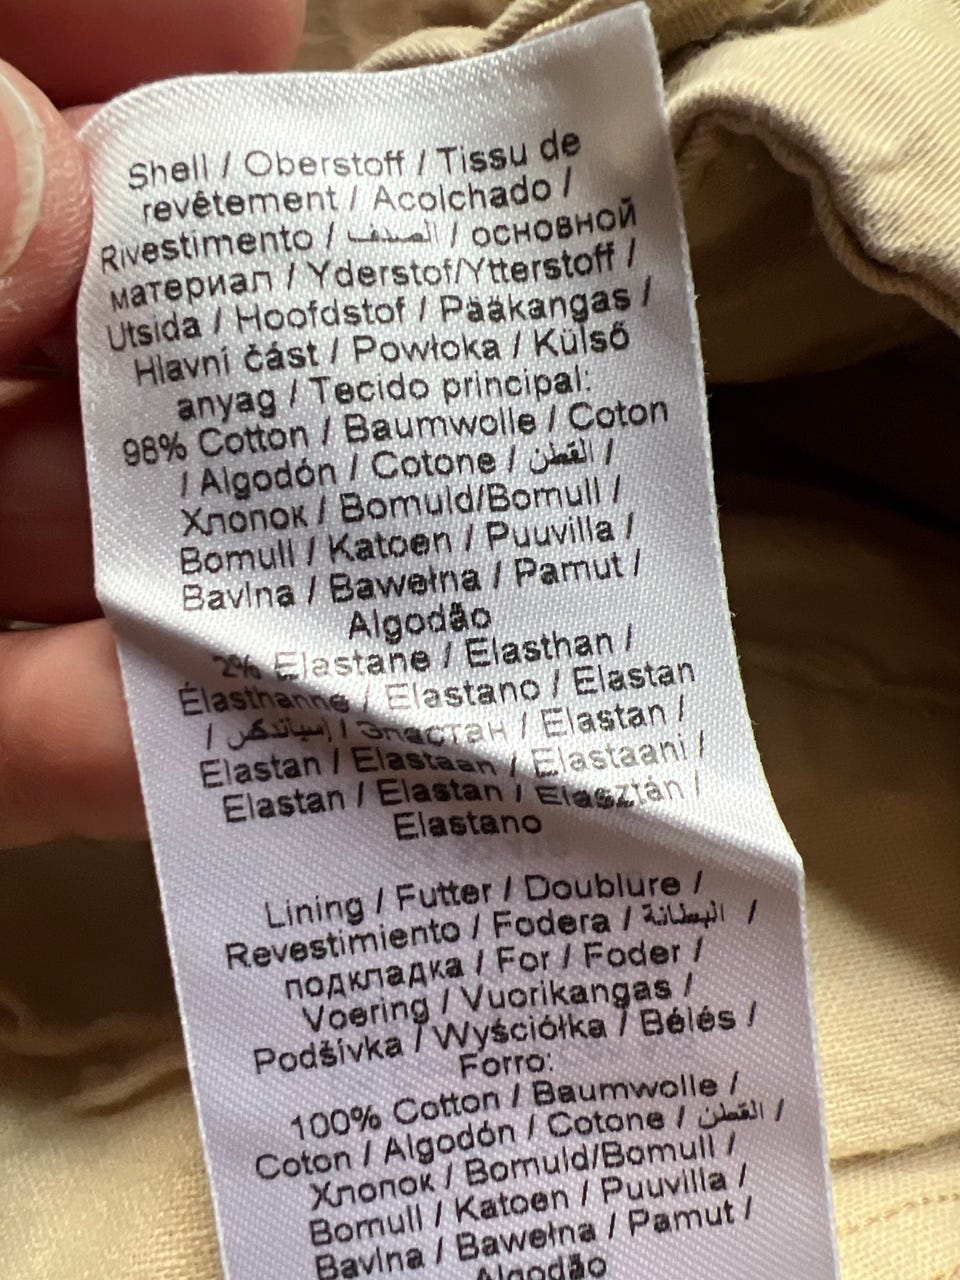 Shell / Oberstoff / Tissu de
revêtement / Acolchado /
Rivestimento / الصدف / основной
материал / Yderstof/Ytterstoff /
Utsida / Hoofdstof / Pääkangas /
Hlavní část / Powłoka / Külső
anyag / Tecido principal:
98% Cotton / Baumwolle / Coton
/ Algodón / Cotone / القطن /
Хлопок / Bomuld/Bomull /
Bomull / Katoen / Puuvilla /
Bavlna / Bawełna / Pamut /
Algodão
2% Elastane / Elasthan /
Élasthanne / Elastano / Elastan
/ إسباندكس / Эластан / Elastan /
Elastan / Elastaan / Elastaani /
Elastan / Elastan / Elasztán /
Elastano
Lining / Futter / Doublure /
Revestimiento / Fodera / البطانة /
подкладка / For / Foder /
Voering / Vuorikangas /
Podšívka / Wyściółka / Bélés /
Forro:
100% Cotton / Baumwolle /
Coton / Algodón / Cotone / القطن /
Хлопок / Bomuld/Bomull /
Bomull / Katoen / Puuvilla /
Bavlna / Bawełna / Pamut /
Algodão